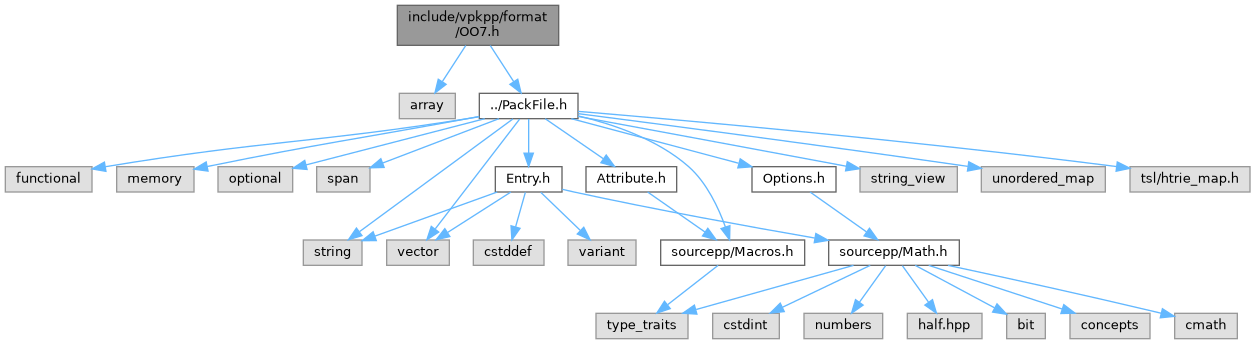 include/vpkpp/format
/OO7.h
array
../PackFile.h
functional
memory
optional
span
Entry.h
Attribute.h
Options.h
string_view
unordered_map
tsl/htrie_map.h
string
vector
cstddef
variant
sourcepp/Macros.h
sourcepp/Math.h
type_traits
cstdint
numbers
half.hpp
bit
concepts
cmath